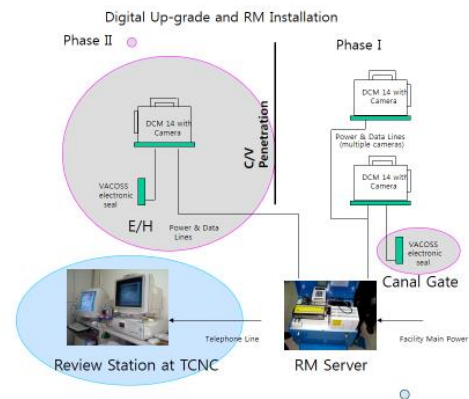 Digital Up-grade and RM Installation
Phase II
Phase I
DCM 14 with
Camera
C/V
Penetration
DCM 14 with
Camera
Power & Data Lines
(multiple cameras)
DCM 14 with
Camera
VACOSS
electronic
seal
E/H
Power & Data
Lines
VACOSS
electronic
seal
Canal Gate
Telephone Line
Facility Main Power
Review Station at TCNC
RM Server